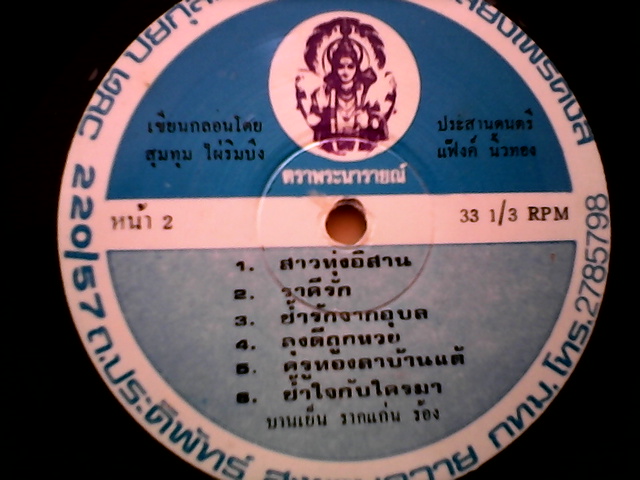 เขียนกลอนโดย
สุมทุม ไผ่ริมบึง
ประสานดนตรี
แฟ็งค์ นิ้วทอง
ตราพระนารายณ์
หน้า 2
33 1/3 RPM
1. สาวทุ่งอีสาน
2. ราตรีรัก
3. ช้ำรักจากอุบล
4. ลุงตีถูกหวย
5. คู่รูทองลาบ้านแต้
6. ช้ำใจกับใครมา
บานเย็น รากแก่น ร้อง
220/57 ถ.ประดิพัทธ์ กทม. โทร.2785798